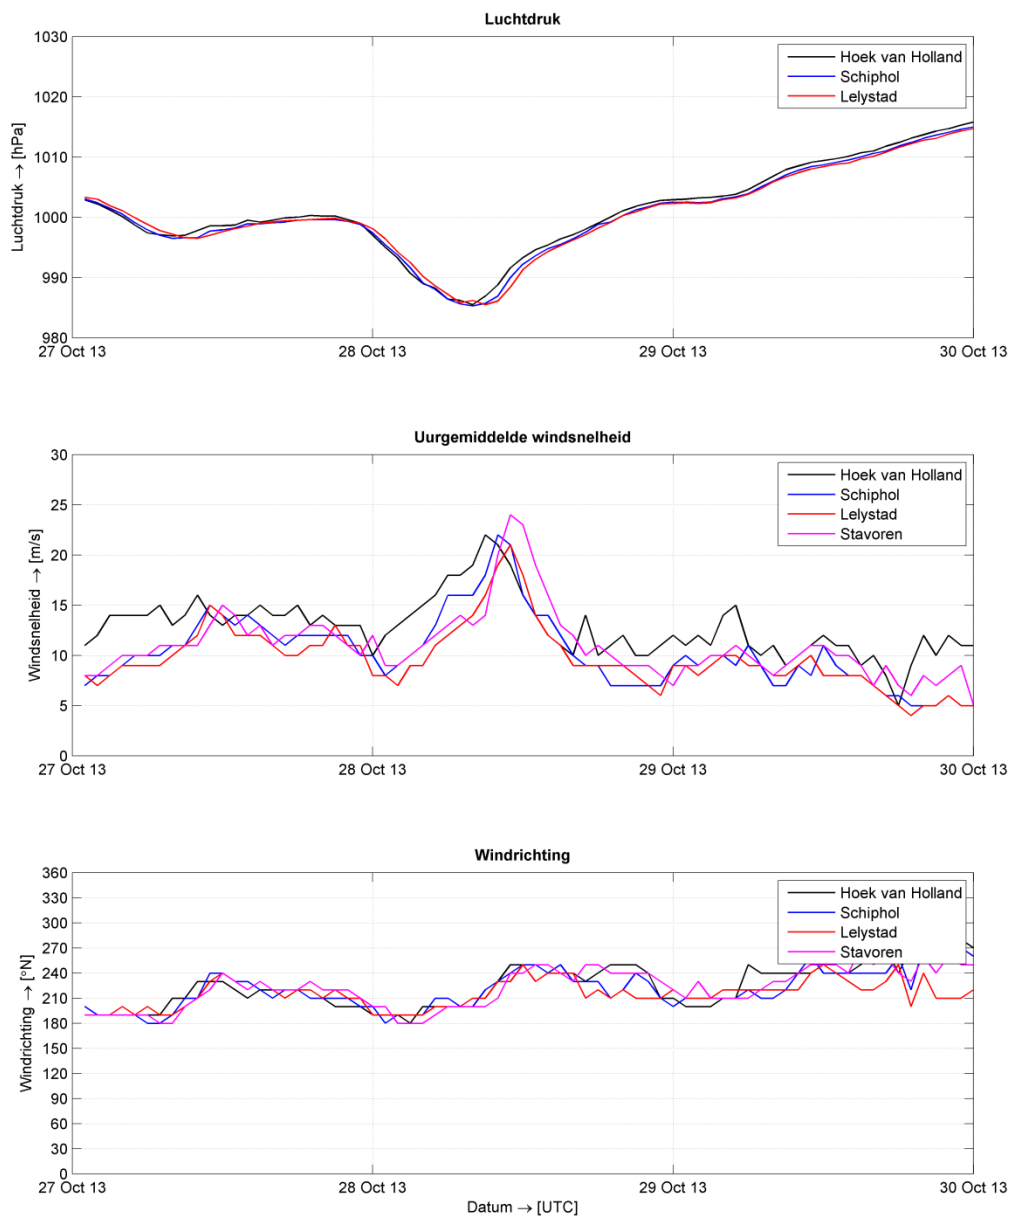 Luchtdruk
1030
1020
1010
1000
990
980
Luchtdruk → [hPa]
Hoek van Holland
Schiphol
Lelystad
27 Oct 13
28 Oct 13
29 Oct 13
30 Oct 13
Uurgemiddelde windsnelheid
30
25
20
15
10
5
0
Windsnelheid → [m/s]
Hoek van Holland
Schiphol
Lelystad
Stavoren
27 Oct 13
28 Oct 13
29 Oct 13
30 Oct 13
Windrichting
360
330
300
270
240
210
180
150
120
90
60
30
0
Windrichting → [°N]
Hoek van Holland
Schiphol
Lelystad
Stavoren
27 Oct 13
28 Oct 13
29 Oct 13
30 Oct 13
Datum → [UTC]